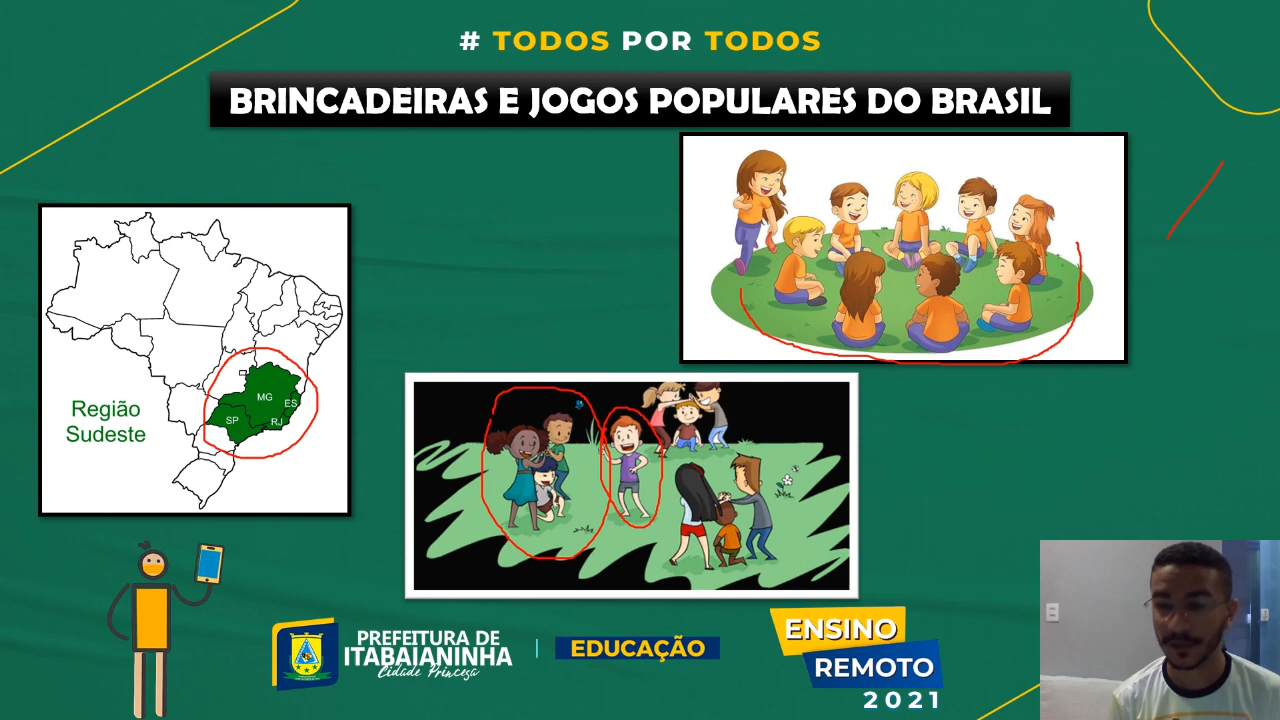 # TODOS POR TODOS
BRINCADEIRAS E JOGOS POPULARES DO BRASIL
MG
ES
SP
RJ
Região
Sudeste
PREFEITURA DE
ITABAIANINHA
Cidade Princesa
EDUCAÇÃO
ENSINO
REMOTO
2021